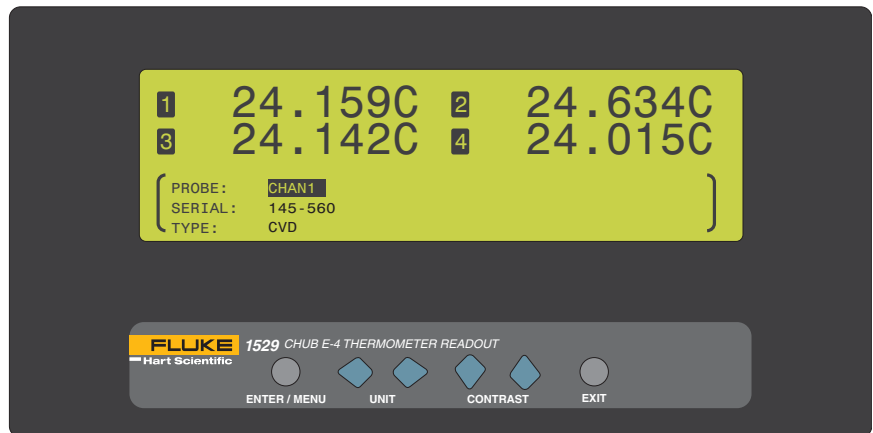 1 24.159C 2 24.634C
3 24.142C 4 24.015C
PROBE: CHAN1
SERIAL: 145-560
TYPE: CVD
FLUKE 1529 CHUB E-4 THERMOMETER READOUT
Hart Scientific
ENTER / MENU UNIT CONTRAST EXIT